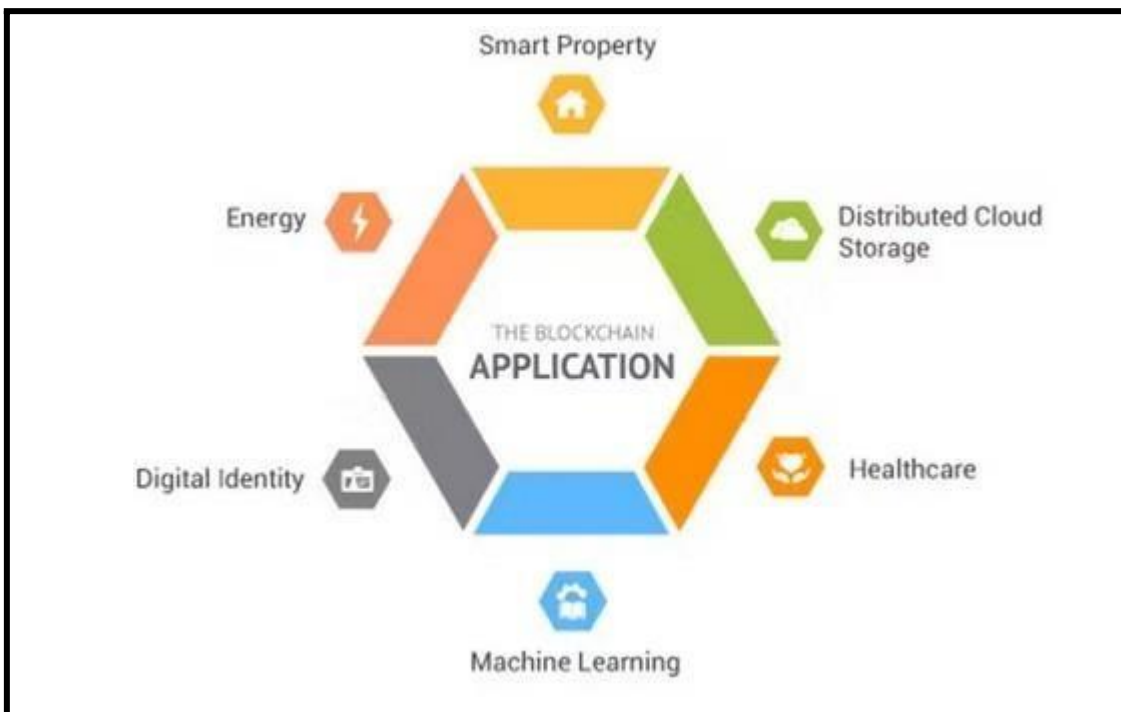 Smart Property
Energy
Distributed Cloud
Storage
THE BLOCKCHAIN
APPLICATION
Digital Identity
Healthcare
Machine Learning